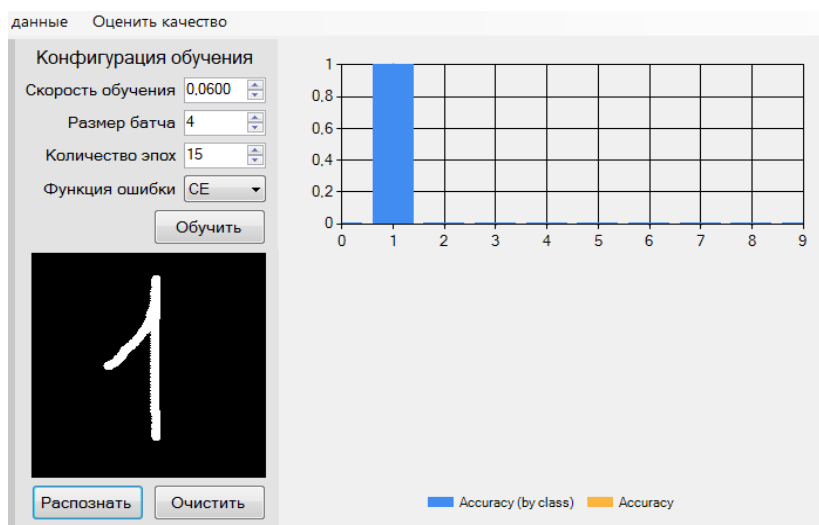 данные Оценить качество
Конфигурация обучения
Скорость обучения 0,0600
Размер батча 4
Количество эпох 15
Функция ошибки CE
Обучить
1
Распознать Очистить
1
0,8
0,6
0,4
0,2
0
0 1 2 3 4 5 6 7 8 9
Accuracy (by class) Accuracy